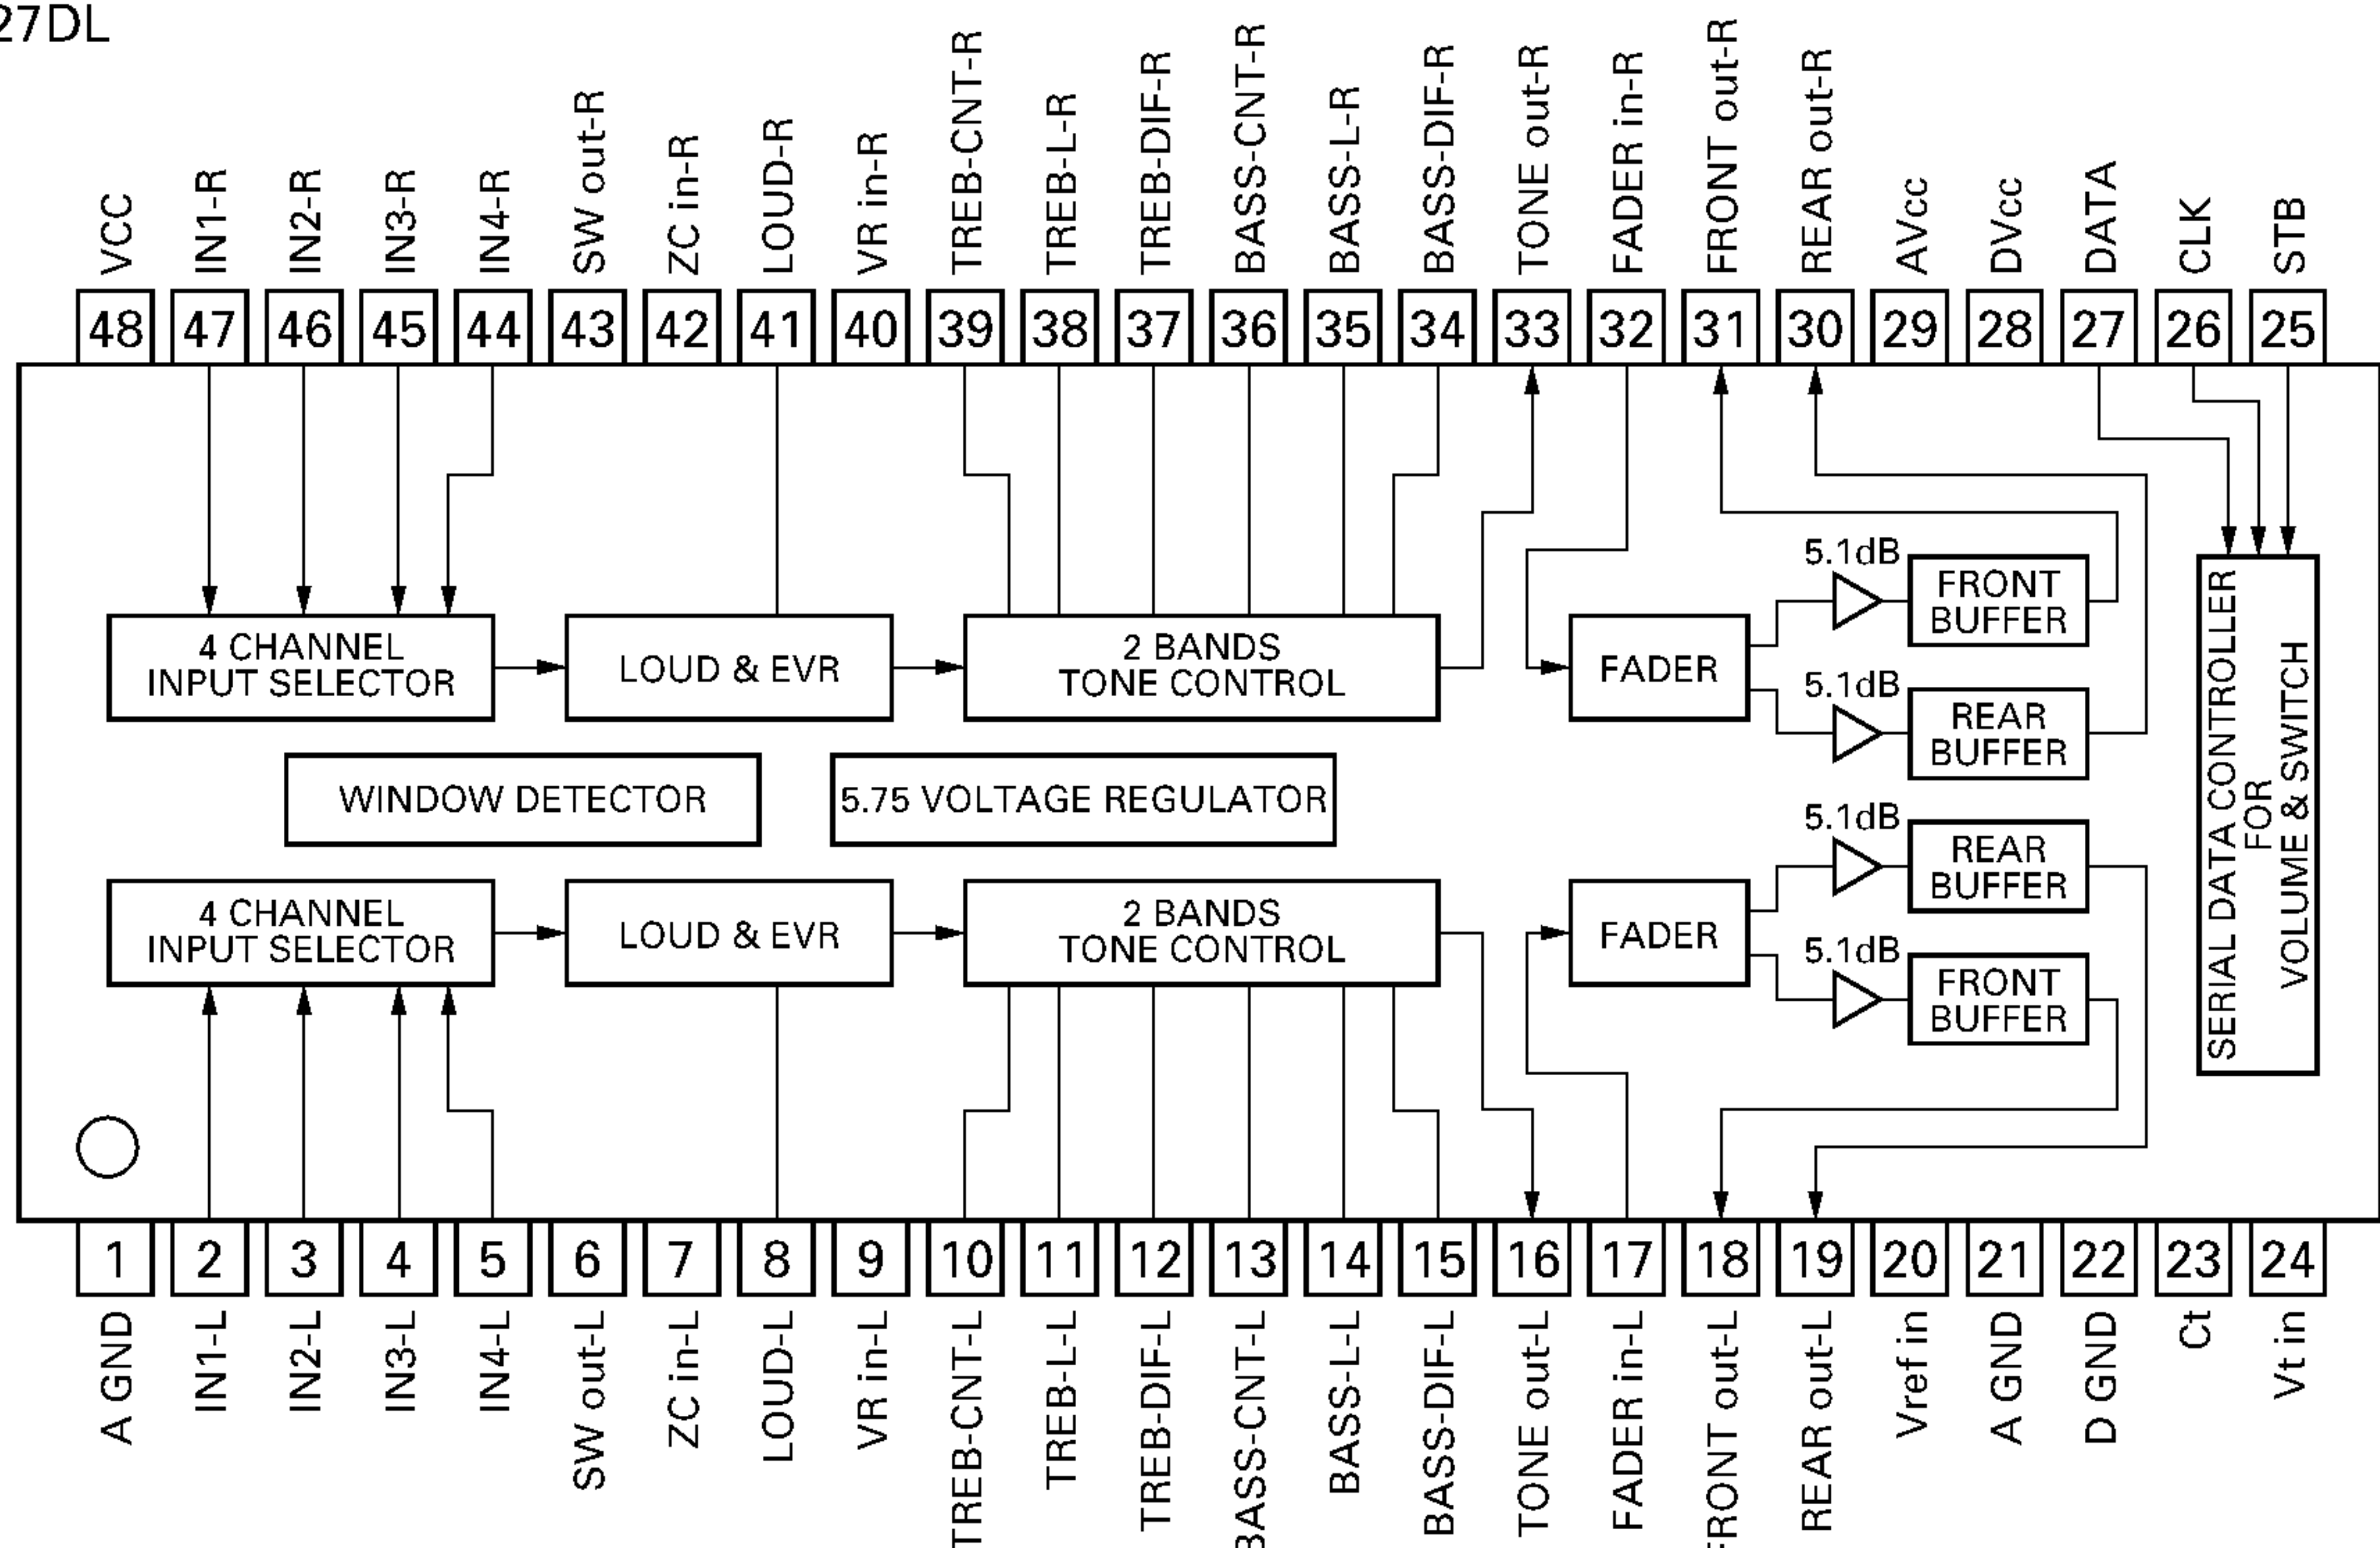 27DL
VCC
IN1-R
IN2-R
IN3-R
IN4-R
SW out-R
ZC in-R
LOUD-R
VR in-R
TREB-CNT-R
TREB-L-R
TREB-DIF-R
BASS-CNT-R
BASS-L-R
BASS-DIF-R
TONE out-R
FADER in-R
FRONT out-R
REAR out-R
AVcc
DVcc
DATA
CLK
STB
48 47 46 45 44 43 42 41 40 39 38 37 36 35 34 33 32 31 30 29 28 27 26 25
4 CHANNEL
INPUT SELECTOR
LOUD & EVR
2 BANDS
TONE CONTROL
FADER
5.1dB
FRONT
BUFFER
5.1dB
REAR
BUFFER
WINDOW DETECTOR
5.75 VOLTAGE REGULATOR
4 CHANNEL
INPUT SELECTOR
LOUD & EVR
2 BANDS
TONE CONTROL
FADER
5.1dB
REAR
BUFFER
5.1dB
FRONT
BUFFER
SERIAL DATA CONTROLLER
FOR
VOLUME & SWITCH
1 2 3 4 5 6 7 8 9 10 11 12 13 14 15 16 17 18 19 20 21 22 23 24
A GND
IN1-L
IN2-L
IN3-L
IN4-L
SW out-L
ZC in-L
LOUD-L
VR in-L
TREB-CNT-L
TREB-L-L
TREB-DIF-L
BASS-CNT-L
BASS-L-L
BASS-DIF-L
TONE out-L
FADER in-L
FRONT out-L
REAR out-L
Vref in
A GND
D GND
Ct
Vt in